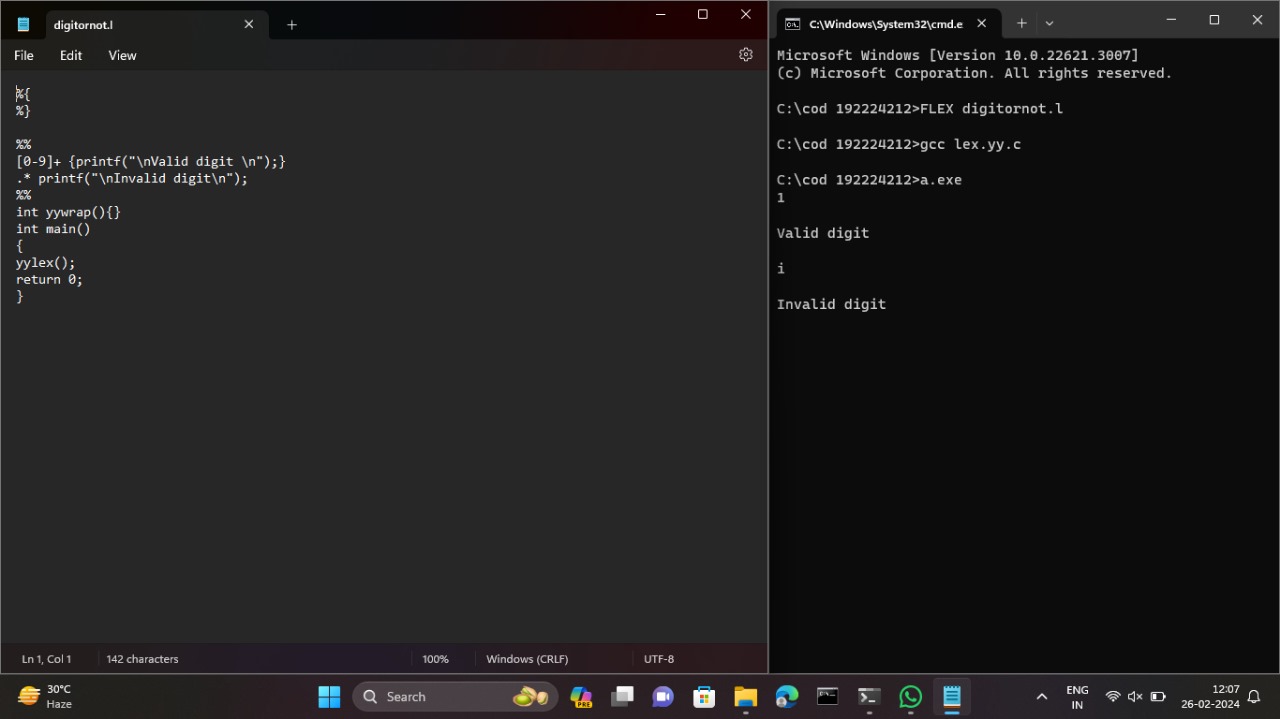 digitornot.l
File Edit View
%{
%}
%%
[0-9]+ {printf("\nValid digit \n");}
.* printf("\nInvalid digit\n");
%%
int yywrap(){}
int main()
{
yylex();
return 0;
}
Ln 1, Col 1 142 characters 100% Windows (CRLF) UTF-8
C:\Windows\System32\cmd.e
Microsoft Windows [Version 10.0.22621.3007]
(c) Microsoft Corporation. All rights reserved.
C:\cod 192224212>FLEX digitornot.l
C:\cod 192224212>gcc lex.yy.c
C:\cod 192224212>a.exe
1
Valid digit
i
Invalid digit
30°C
Haze
Search
PRE
ENG
IN
12:07
26-02-2024